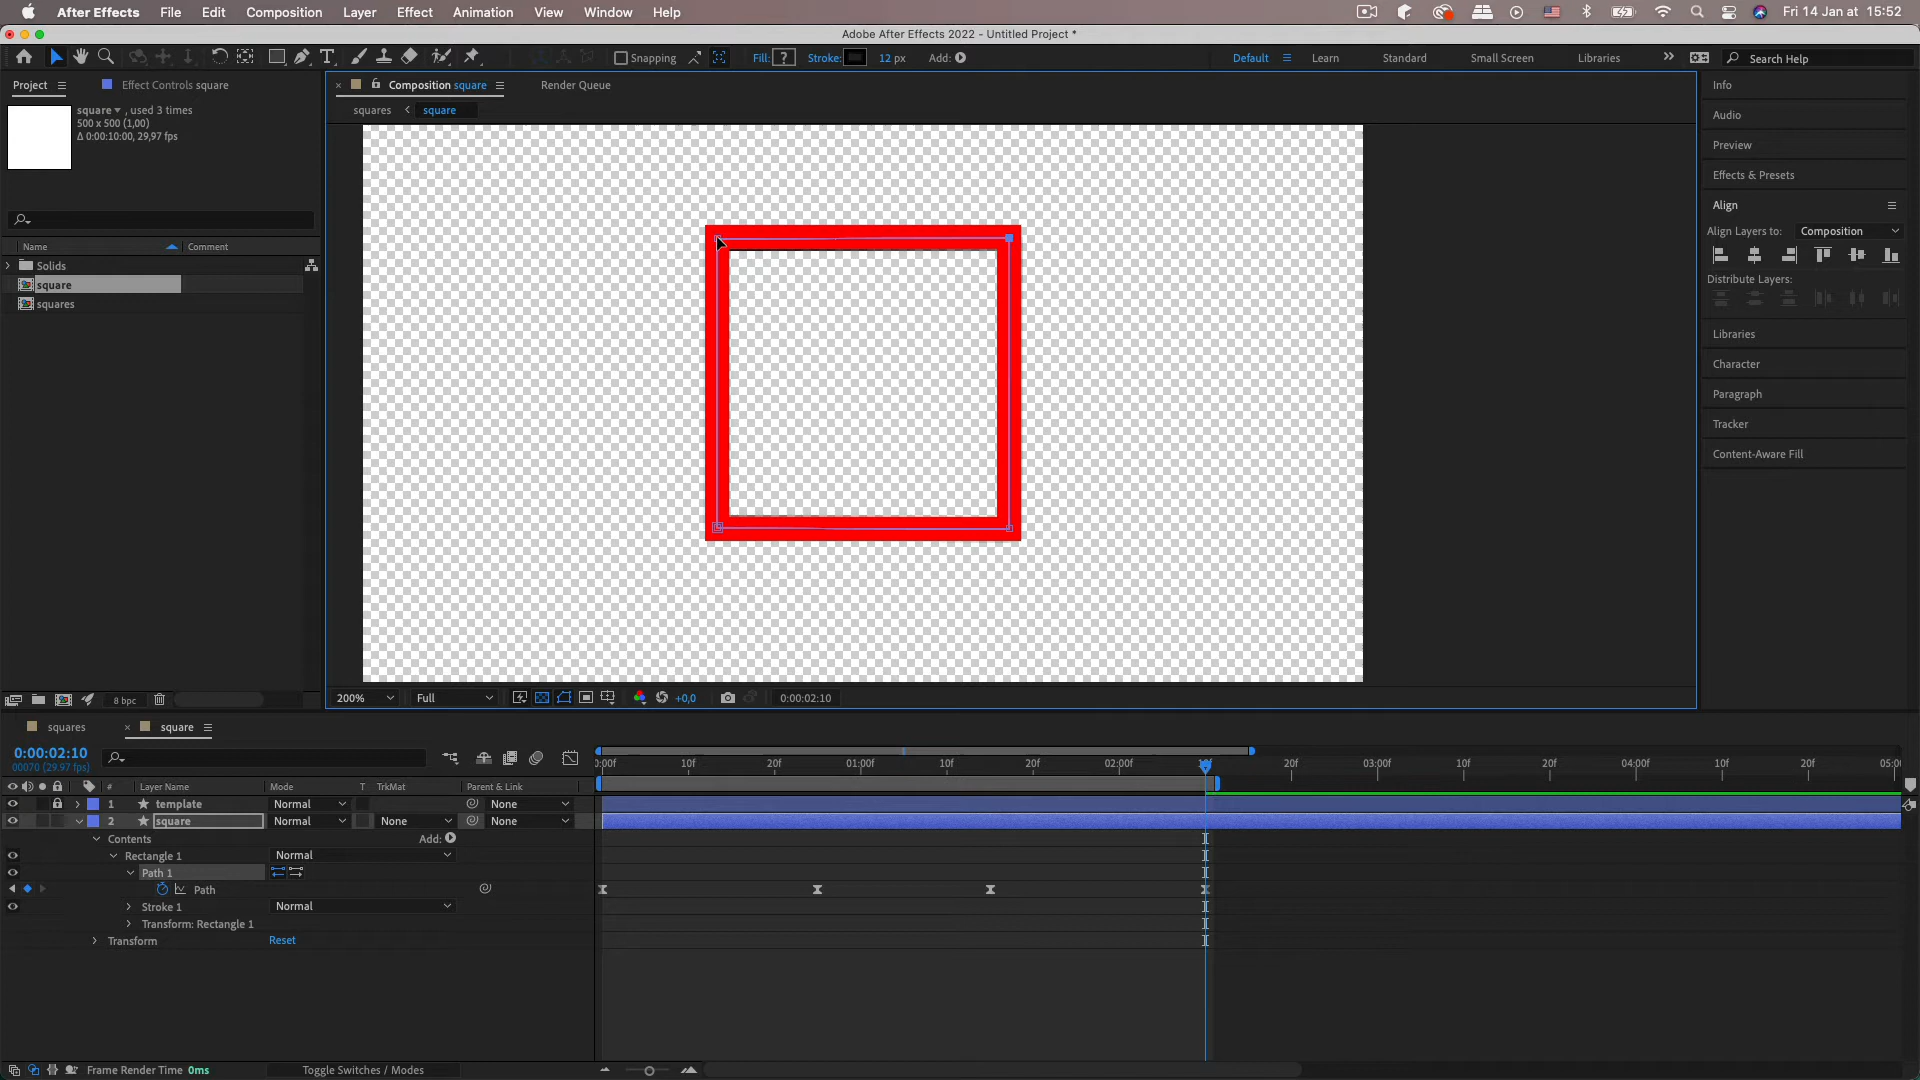 After Effects File Edit Composition Layer Effect Animation View Window Help Fri 14 Jan at 15:52
Adobe After Effects 2022 - Untitled Project *
Snapping Fill: ? Stroke: 12 px Add: Default Learn Standard Small Screen Libraries Search Help
Project Effect Controls square
square , used 3 times
500 x 500 (1,00)
Δ 0:00:10:00, 29,97 fps
Name Comment
Solids
square
squares
8 bpc
Composition square Render Queue
squares square
200% Full +0,0 0:00:02:10
Info
Audio
Preview
Effects & Presets
Align
Align Layers to: Composition
Distribute Layers:
Libraries
Character
Paragraph
Tracker
Content-Aware Fill
squares square
0:00:02:10
00070 (29.97 fps)
:00f 10f 20f 01:00f 10f 20f 02:00f 10f 20f 03:00f 10f 20f 04:00f 10f 20f 05:0
# Layer Name Mode T TrkMat Parent & Link
1 template Normal None
2 square Normal None None
Contents Add:
Rectangle 1 Normal
Path 1
Path
Stroke 1 Normal
Transform: Rectangle 1
Transform Reset
Frame Render Time 0ms Toggle Switches / Modes